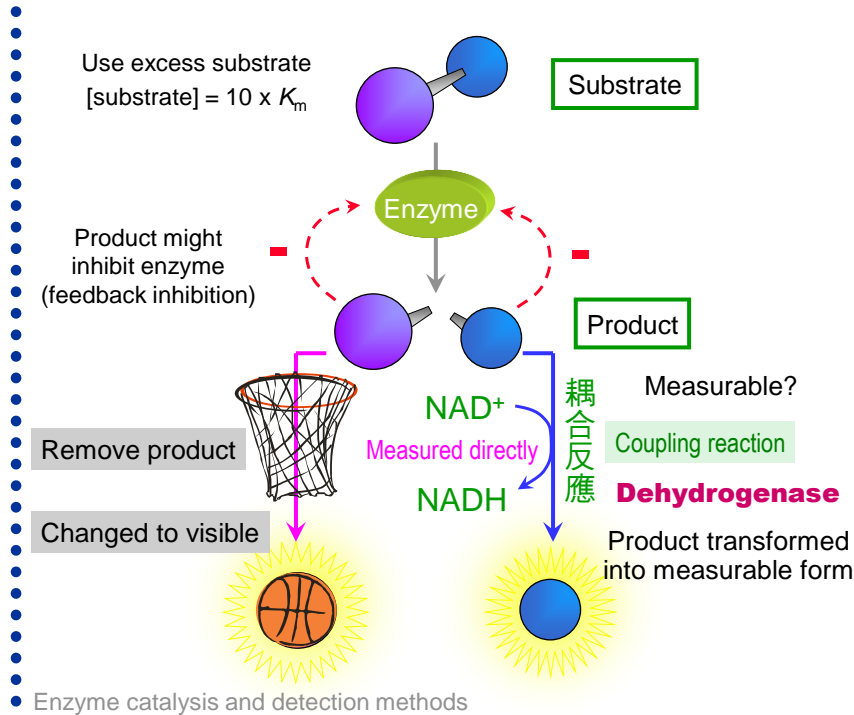 Use excess substrate
[substrate] = 10 x Km
Substrate
Enzyme
Product might
inhibit enzyme
(feedback inhibition)
Product
Measurable?
NAD+
耦合反應
Remove product
Measured directly
Coupling reaction
NADH
Dehydrogenase
Changed to visible
Product transformed
into measurable form
Enzyme catalysis and detection methods